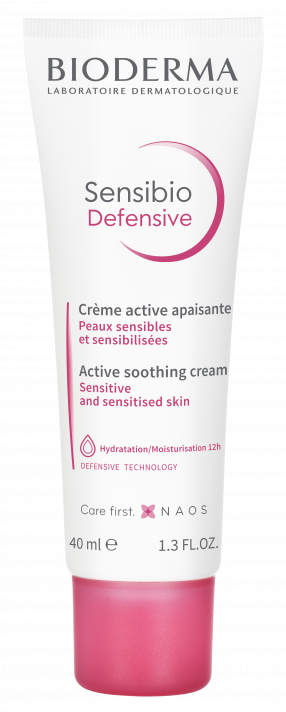 BIODERMA
LABORATOIRE DERMATOLOGIQUE
Sensibio
Defensive
Crème active apaisante
Peaux sensibles
et sensibilisées
Active soothing cream
Sensitive
and sensitised skin
Hydratation/Moisturisation 12h
DEFENSIVE TECHNOLOGY
Care first. NAOS
40 ml ℮ 1.3 FL.OZ.